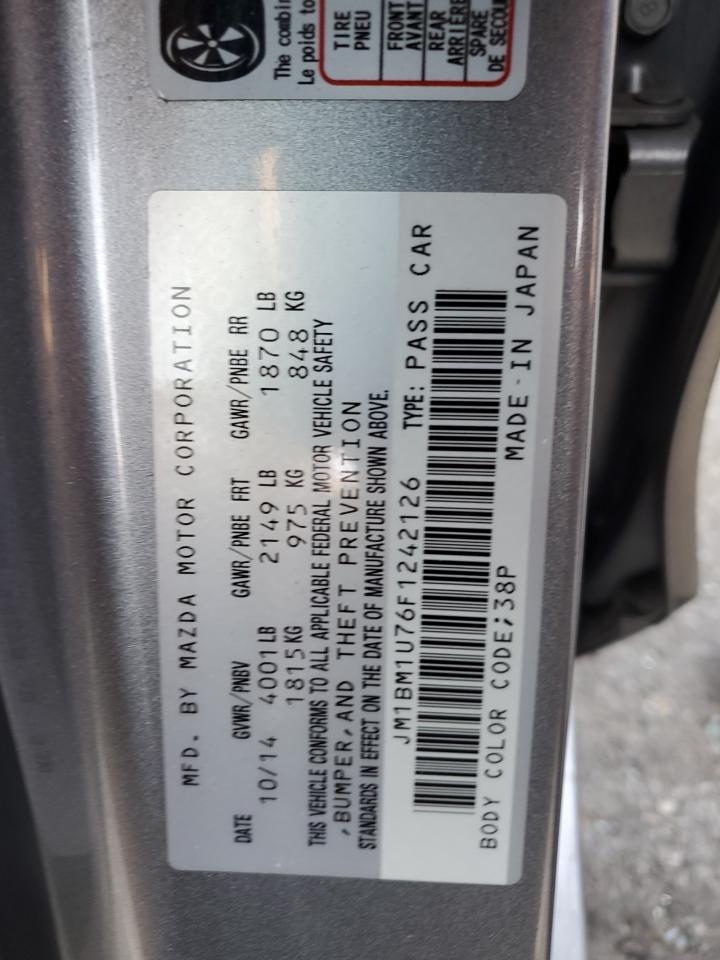 MFD. BY MAZDA MOTOR CORPORATION
DATE GVWR/PNBV GAWR/PNBE FRT GAWR/PNBE RR
10/14 4001LB 2149 LB 1870 LB
1815KG 975 KG 848 KG
THIS VEHICLE CONFORMS TO ALL APPLICABLE FEDERAL MOTOR VEHICLE SAFETY
,BUMPER,AND THEFT PREVENTION
STANDARDS IN EFFECT ON THE DATE OF MANUFACTURE SHOWN ABOVE.
JM1BM1U76F1242126 TYPE: PASS CAR
BODY COLOR CODE;38P MADE-IN JAPAN
The
Le poids to
TIRE
PNEU
FRONT
AVANT
REAR
ARRIÈRE
SPARE
DE